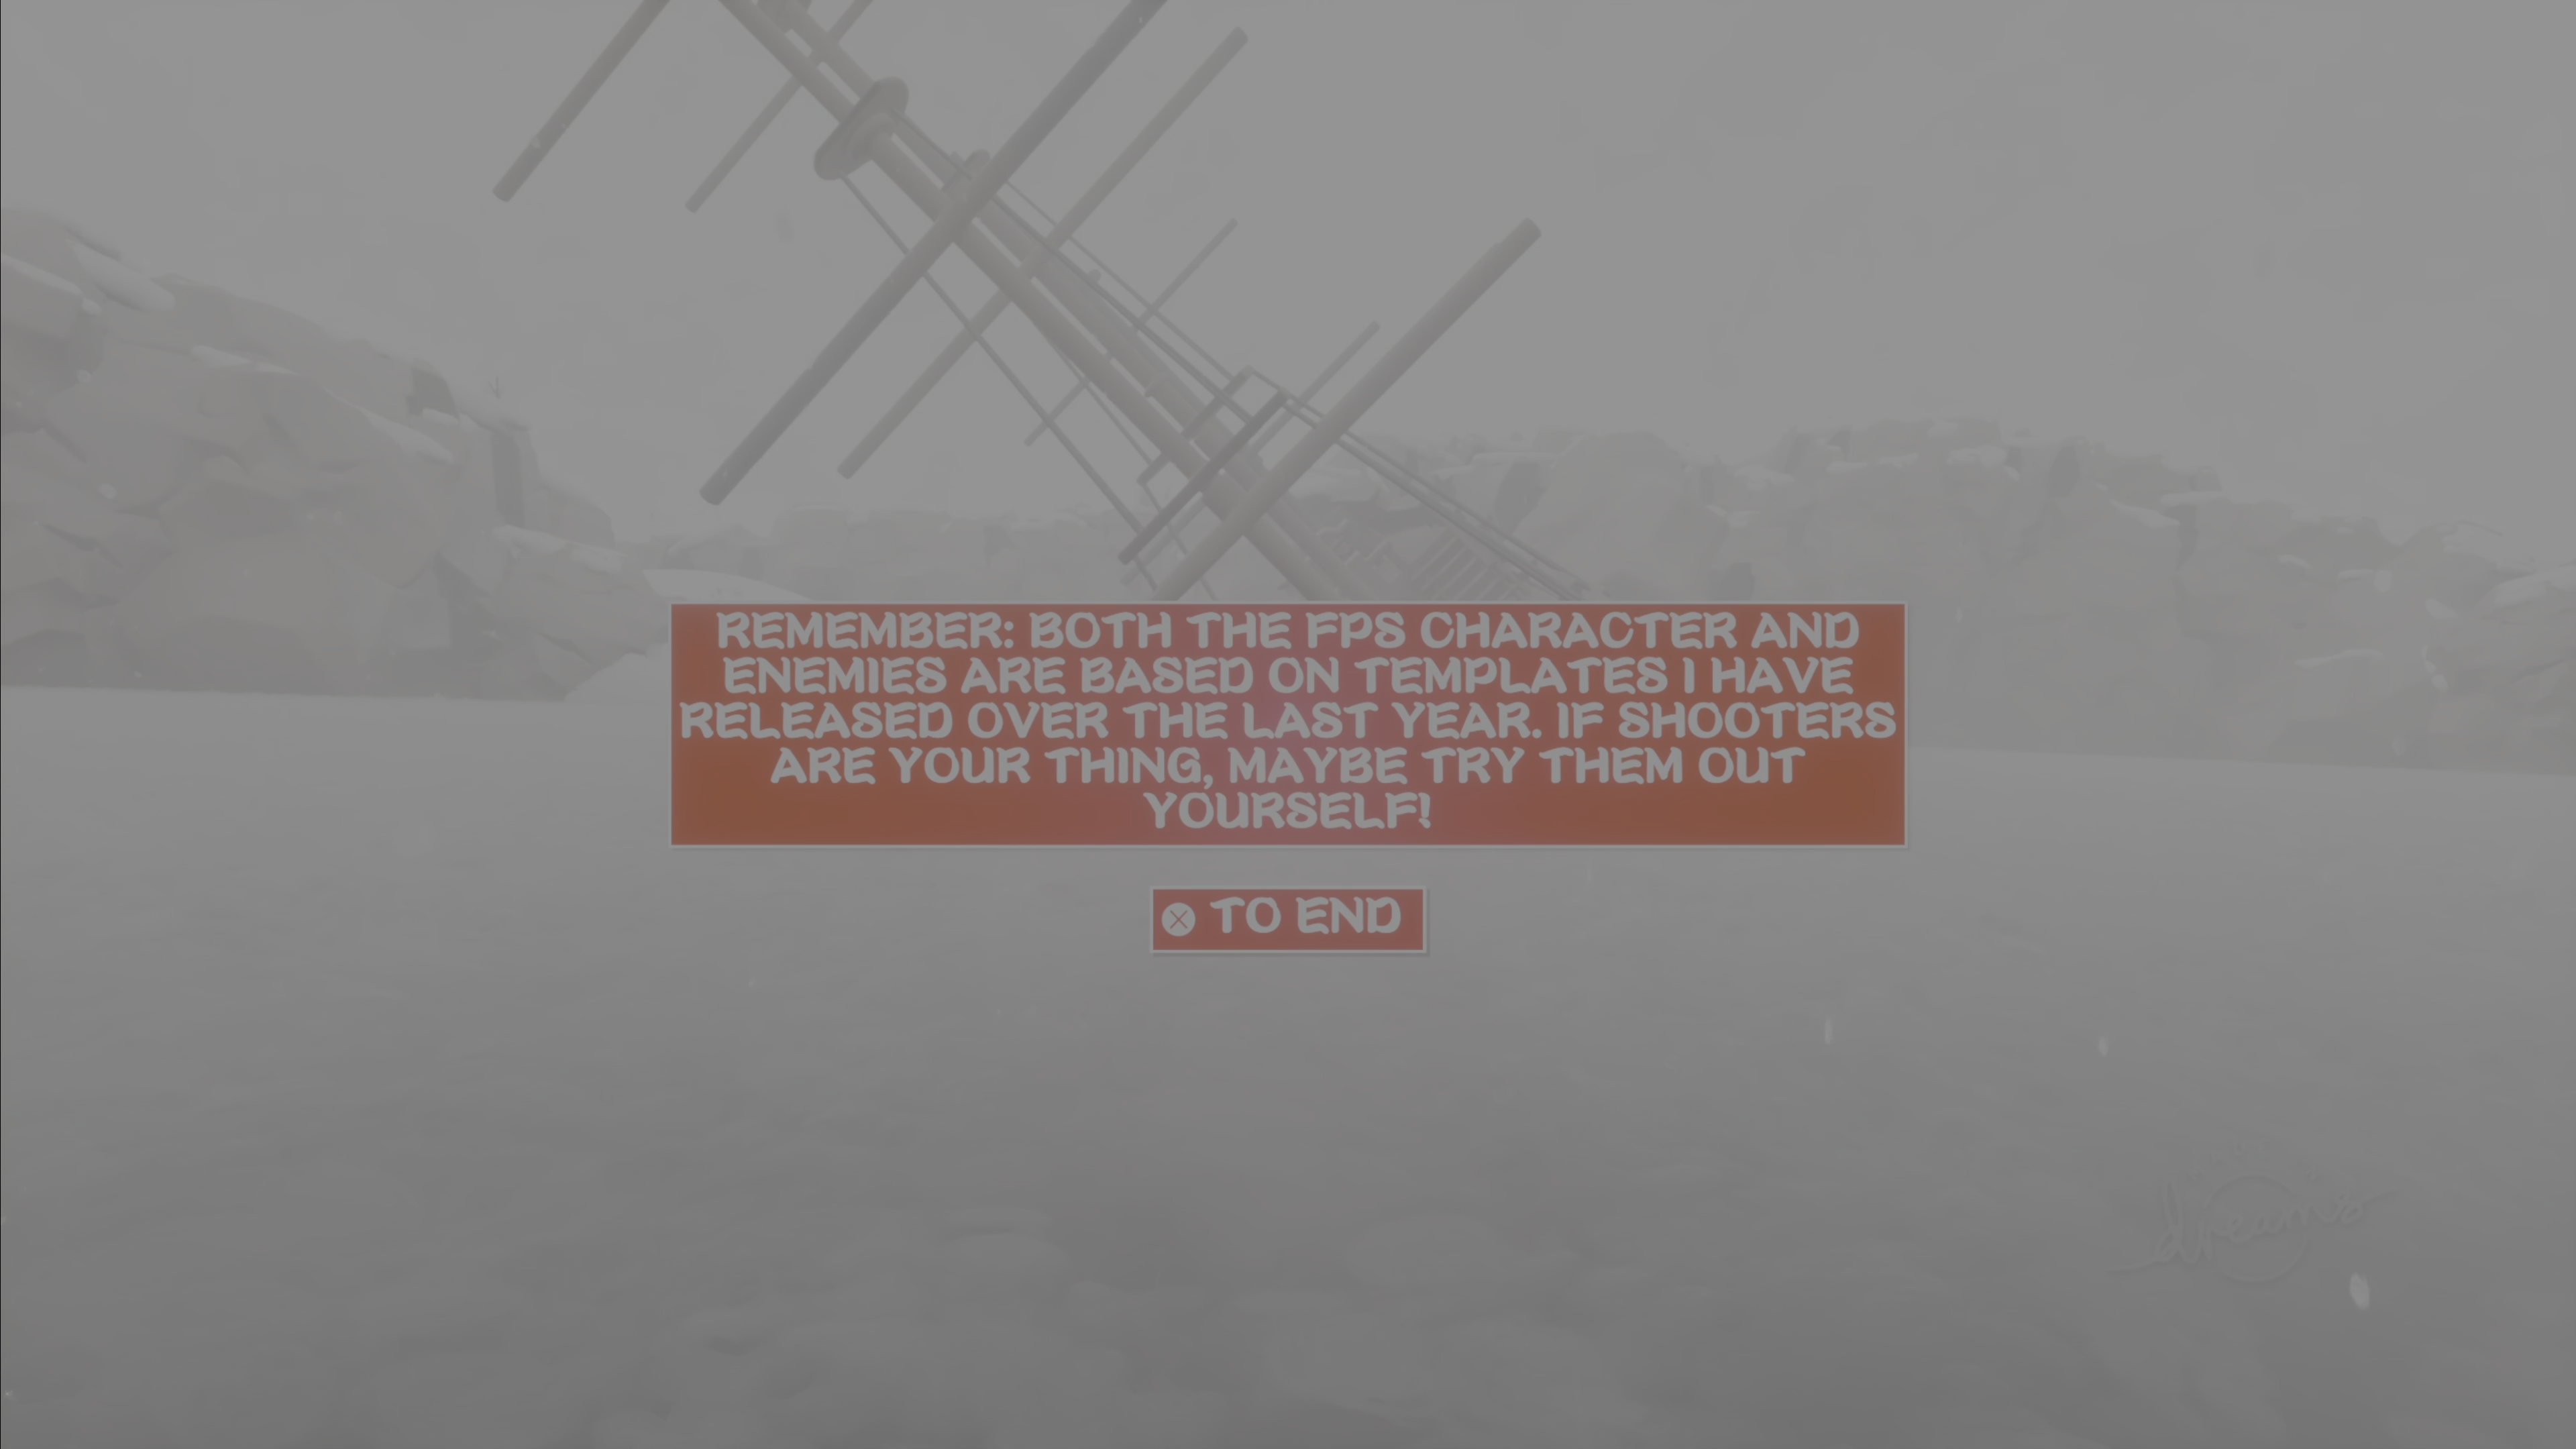 REMEMBER: BOTH THE FPS CHARACTER AND
ENEMIES ARE BASED ON TEMPLATES I HAVE
RELEASED OVER THE LAST YEAR. IF SHOOTERS
ARE YOUR THING, MAYBE TRY THEM OUT
YOURSELF!
TO END
dreams